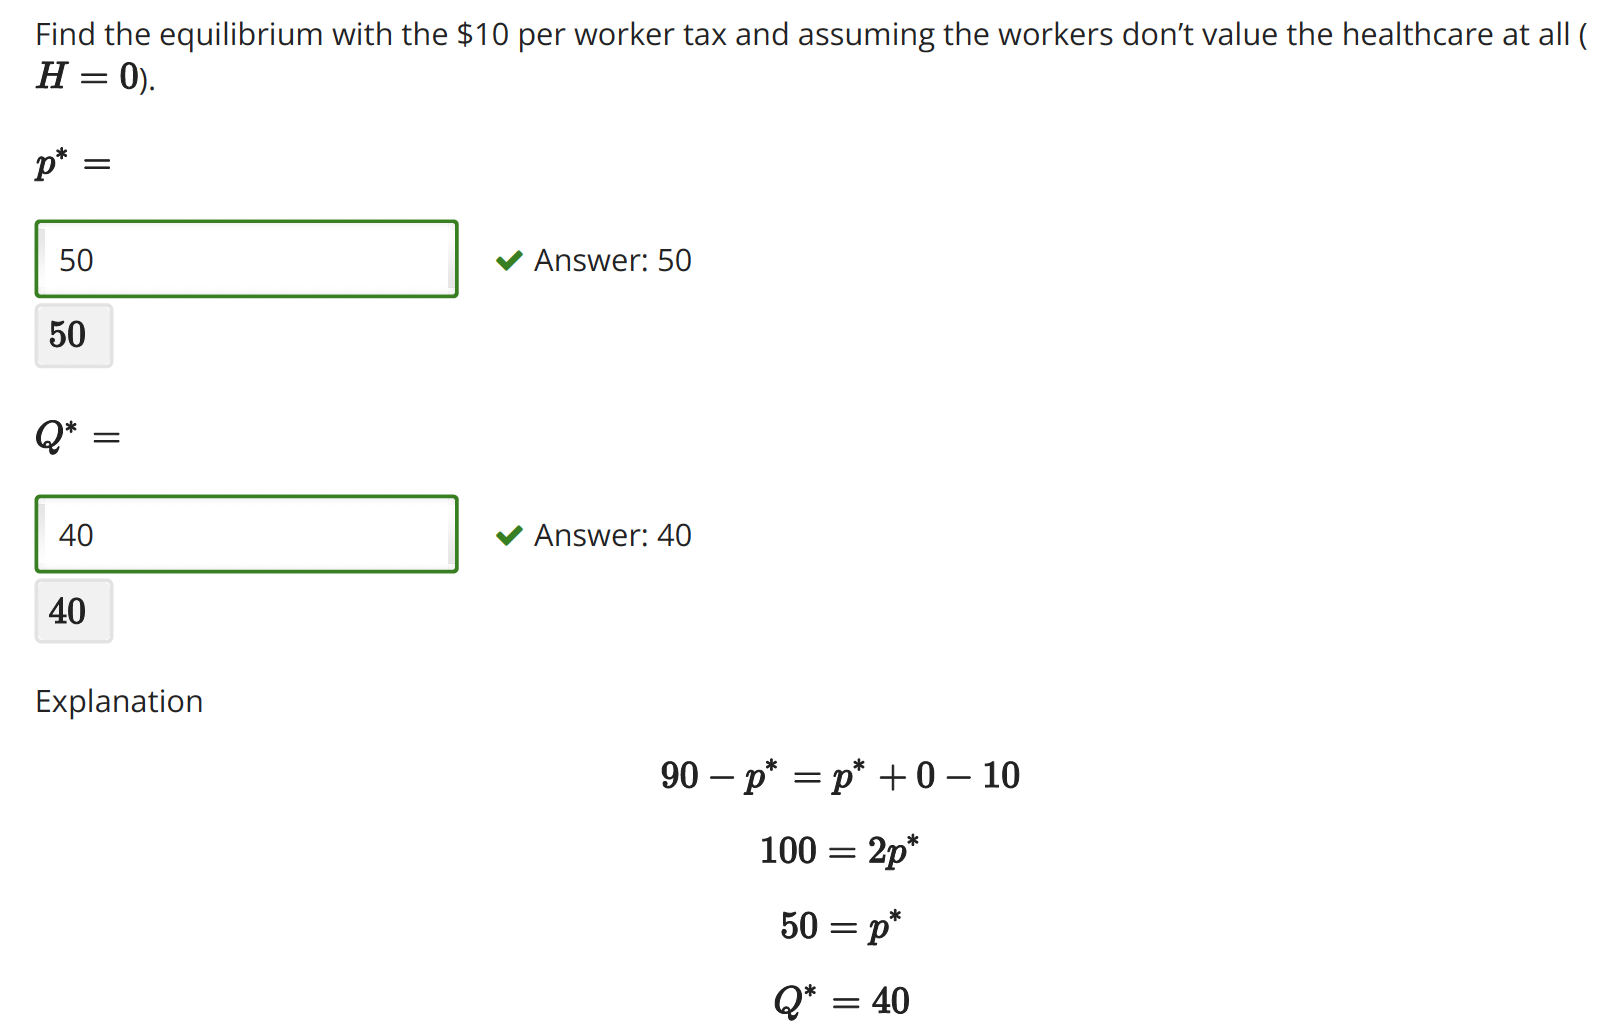 Find the equilibrium with the $10 per worker tax and assuming the workers don’t value the healthcare at all (
H = 0).
p* =
50
Answer: 50
50
Q* =
40
Answer: 40
40
Explanation
90 − p* = p* + 0 − 10
100 = 2p*
50 = p*
Q* = 40